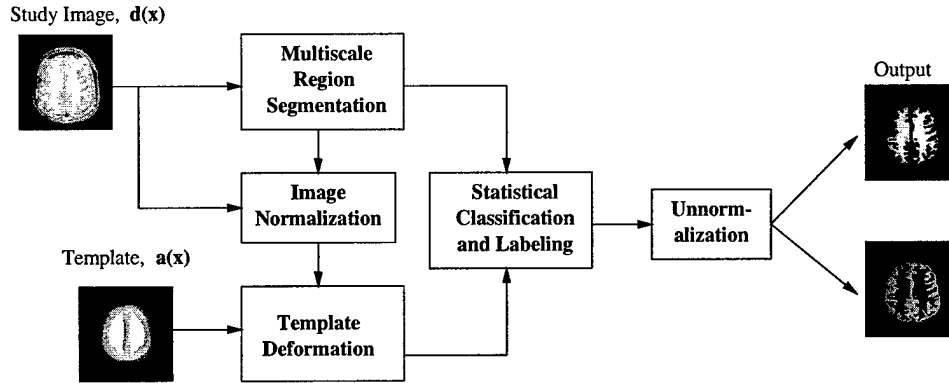 Study Image, d(x)
Multiscale
Region
Segmentation
Output
Image
Normalization
Statistical
Classification
and Labeling
Unnorm-
alization
Template, a(x)
Template
Deformation